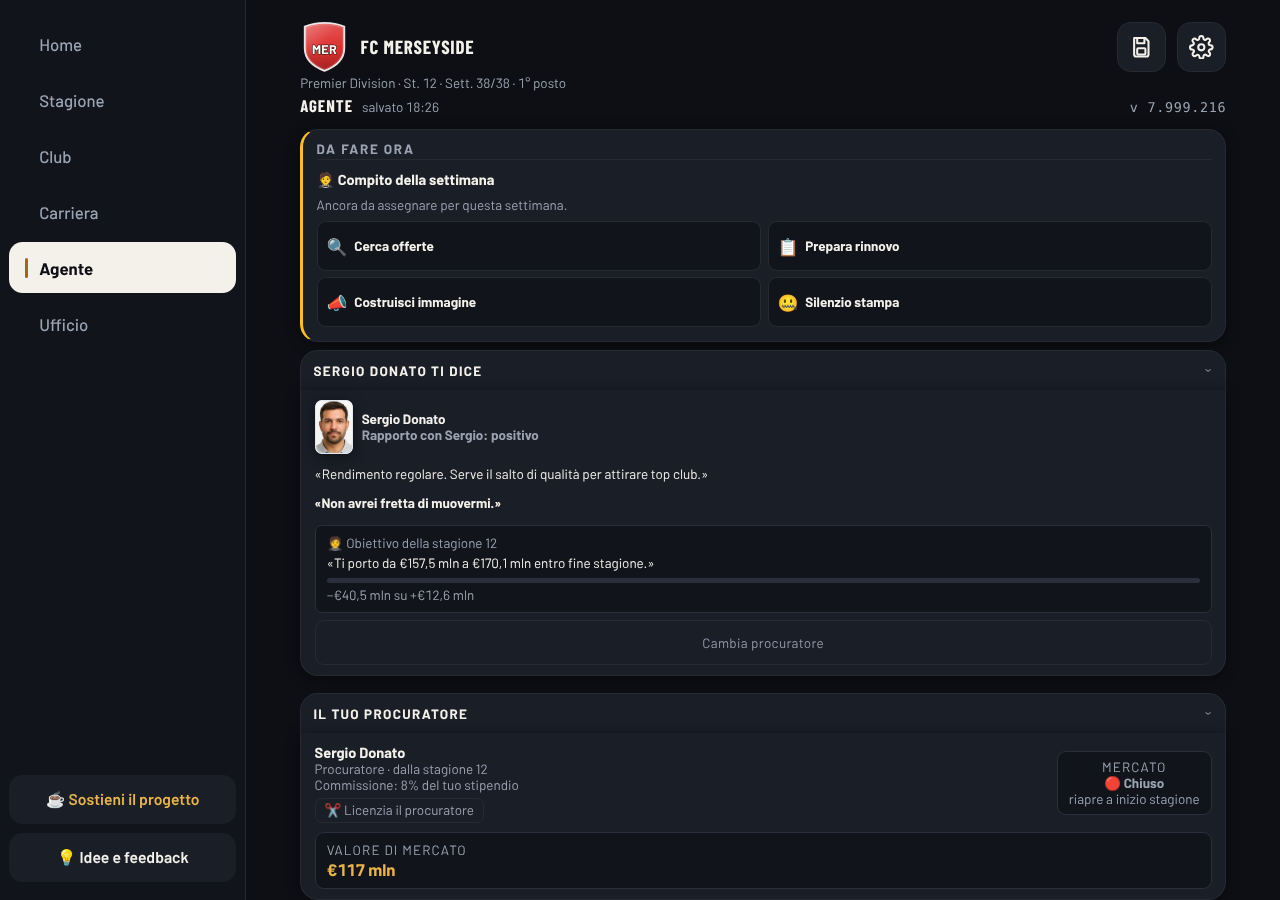 Home
Stagione
Club
Carriera
Agente
Ufficio
☕ Sostieni il progetto
💡 Idee e feedback
MER
FC MERSEYSIDE
Premier Division · St. 12 · Sett. 38/38 · 1° posto
AGENTE salvato 18:26
v 7.999.216
DA FARE ORA
🤵 Compito della settimana
Ancora da assegnare per questa settimana.
🔍 Cerca offerte
📋 Prepara rinnovo
📣 Costruisci immagine
🤐 Silenzio stampa
SERGIO DONATO TI DICE
Sergio Donato
Rapporto con Sergio: positivo
«Rendimento regolare. Serve il salto di qualità per attirare top club.»
«Non avrei fretta di muovermi.»
🤵 Obiettivo della stagione 12
«Ti porto da €157,5 mln a €170,1 mln entro fine stagione.»
−€40,5 mln su +€12,6 mln
Cambia procuratore
IL TUO PROCURATORE
Sergio Donato
Procuratore · dalla stagione 12
Commissione: 8% del tuo stipendio
✂️ Licenzia il procuratore
MERCATO
🔴 Chiuso
riapre a inizio stagione
VALORE DI MERCATO
€117 mln